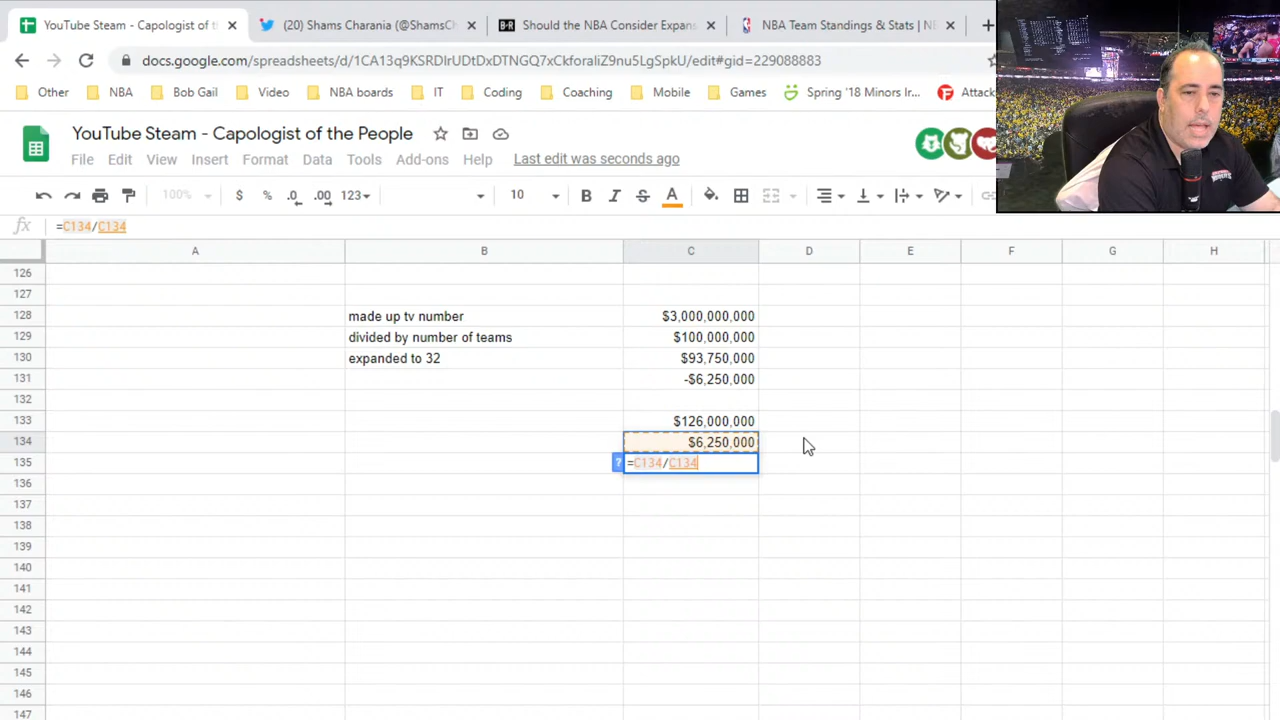 YouTube Steam - Capologist of t
(20) Shams Charania (@ShamsCh
B·R
Should the NBA Consider Expans
NBA Team Standings & Stats | N
docs.google.com/spreadsheets/d/1CA13q9KSRDIrUDtDxDTNGQ7xCkforaliZ9nu5LgSpkU/edit#gid=229088883
Other
NBA
Bob Gail
Video
NBA boards
IT
Coding
Coaching
Mobile
Games
Spring '18 Minors Ir...
Attack
YouTube Steam - Capologist of the People
File Edit View Insert Format Data Tools Add-ons Help Last edit was seconds ago
100% $ % .0 .00 123 10 B I S A
fx =C134/C134
A B C D E F G H
126
127
128 made up tv number $3,000,000,000
129 divided by number of teams $100,000,000
130 expanded to 32 $93,750,000
131 -$6,250,000
132
133 $126,000,000
134 $6,250,000
135 ? =C134/C134
136
137
138
139
140
141
142
143
144
145
146
147